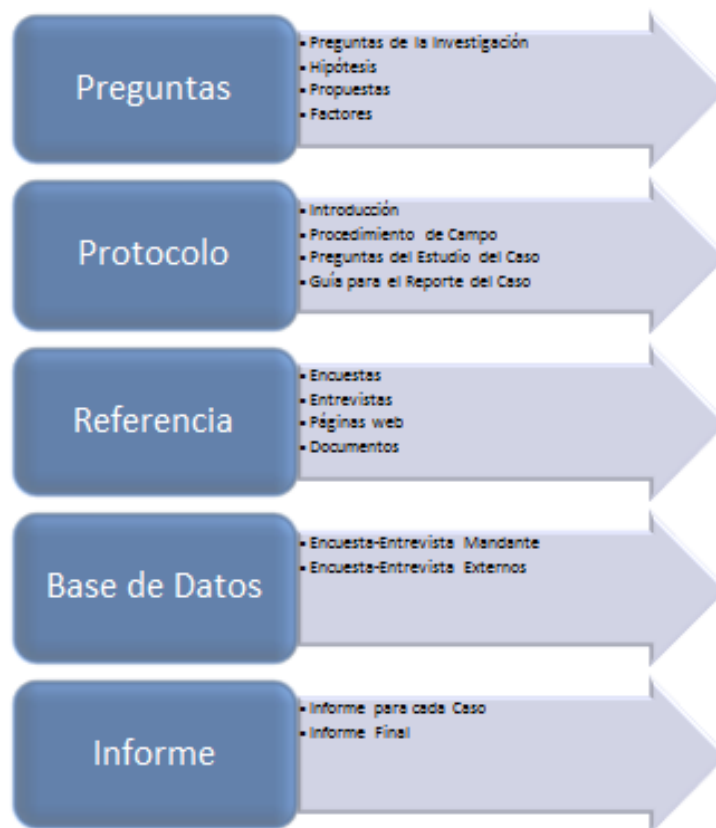 Preguntas
▪ Preguntas de la Investigación
▪ Hipótesis
▪ Propuestas
▪ Factores
Protocolo
▪ Introducción
▪ Procedimiento de Campo
▪ Preguntas del Estudio del Caso
▪ Guía para el Reporte del Caso
Referencia
▪ Encuestas
▪ Entrevistas
▪ Páginas web
▪ Documentos
Base de Datos
▪ Encuesta-Entrevista Mandante
▪ Encuesta-Entrevista Externos
Informe
▪ Informe para cada Caso
▪ Informe Final